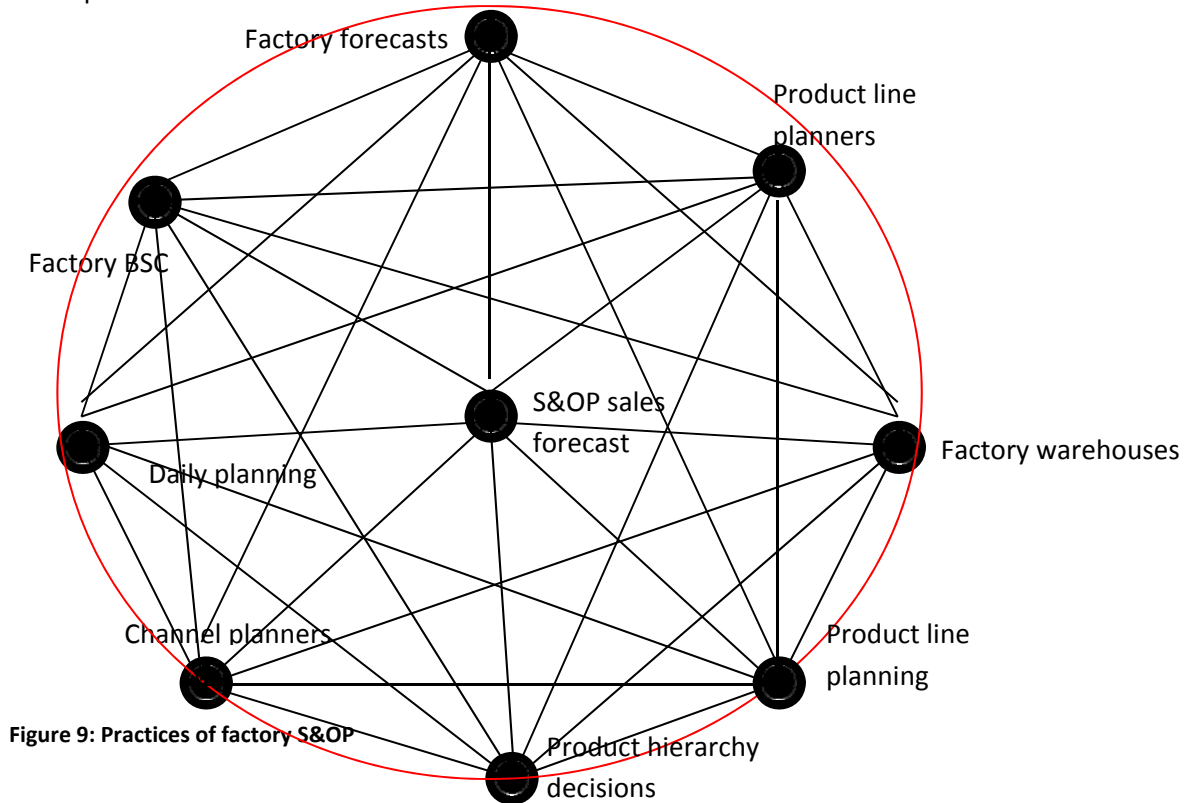 Factory forecasts
Product line
planners
Factory BSC
S&OP sales
forecast
Factory warehouses
Daily planning
Channel planners
Product line
planning
Figure 9: Practices of factory S&OP
Product hierarchy
decisions